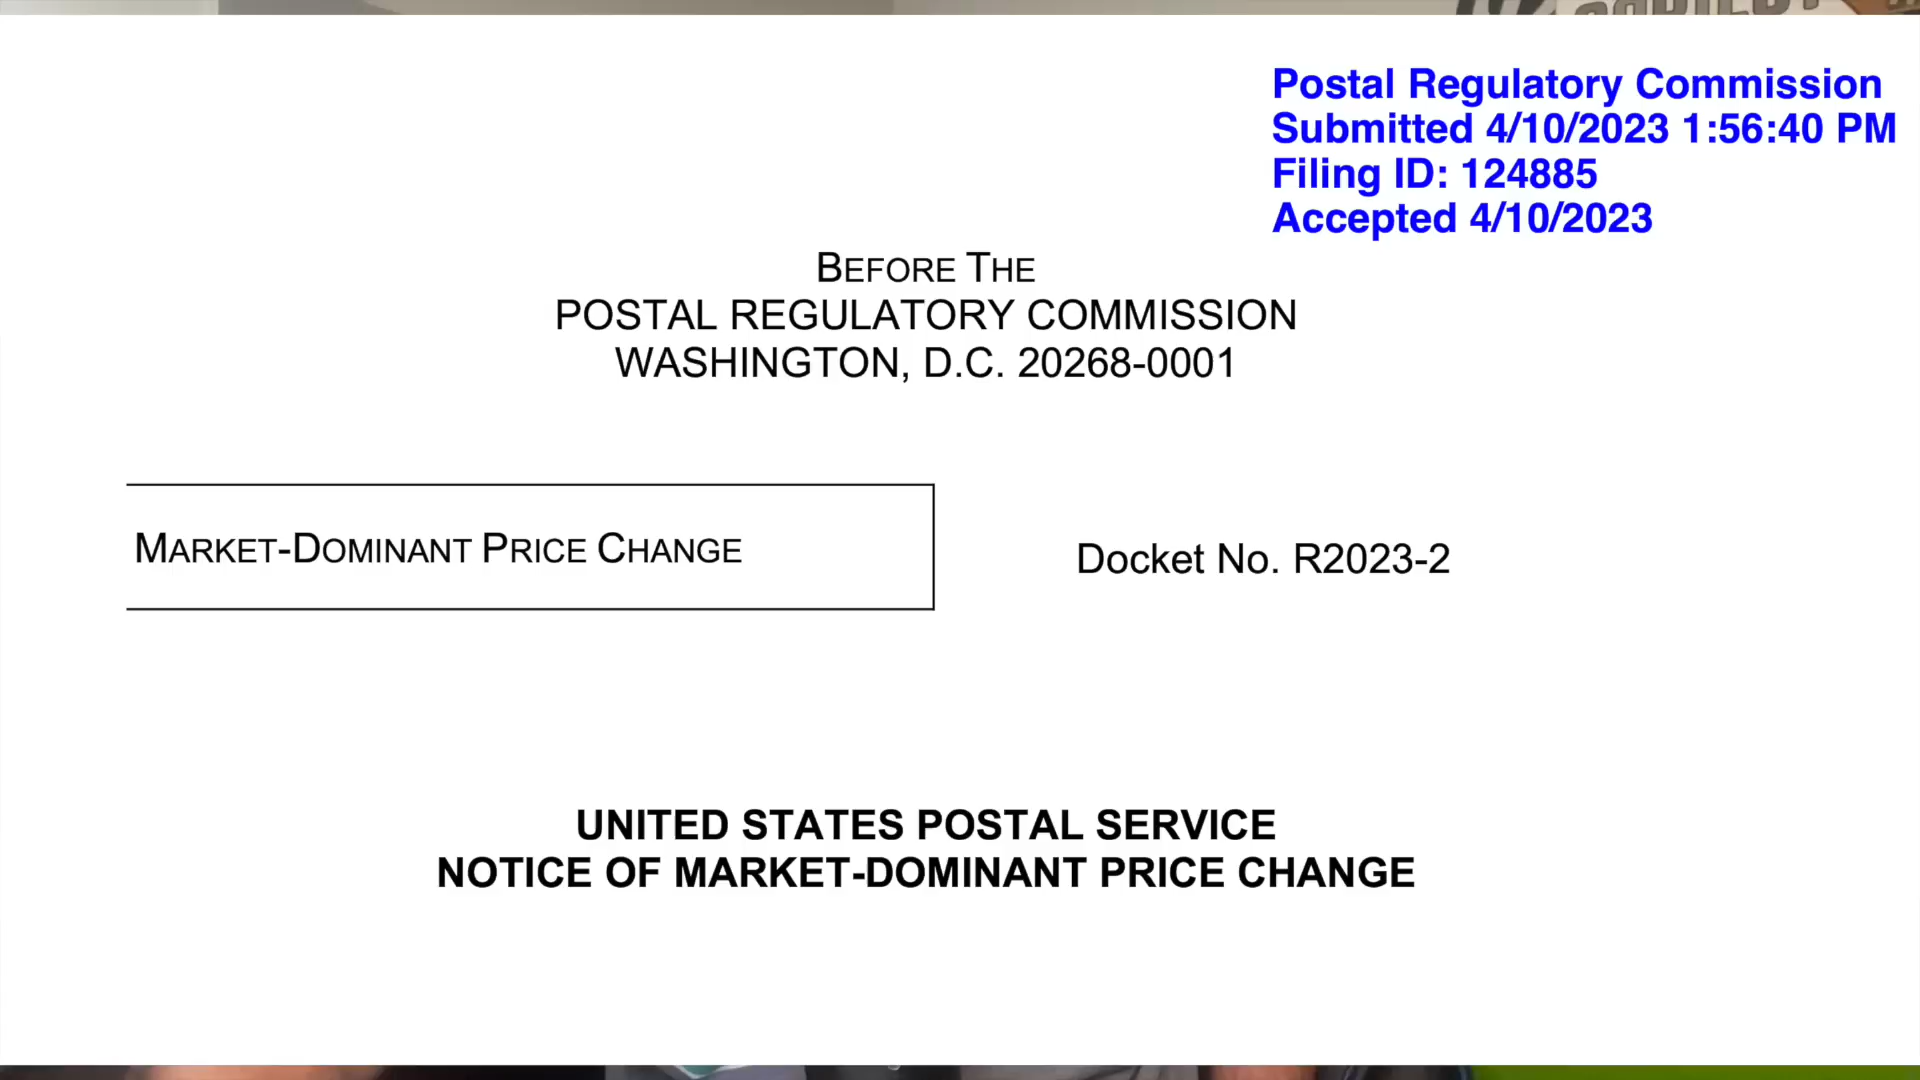 Postal Regulatory Commission
Submitted 4/10/2023 1:56:40 PM
Filing ID: 124885
Accepted 4/10/2023
BEFORE THE
POSTAL REGULATORY COMMISSION
WASHINGTON, D.C. 20268-0001
MARKET-DOMINANT PRICE CHANGE
Docket No. R2023-2
UNITED STATES POSTAL SERVICE
NOTICE OF MARKET-DOMINANT PRICE CHANGE